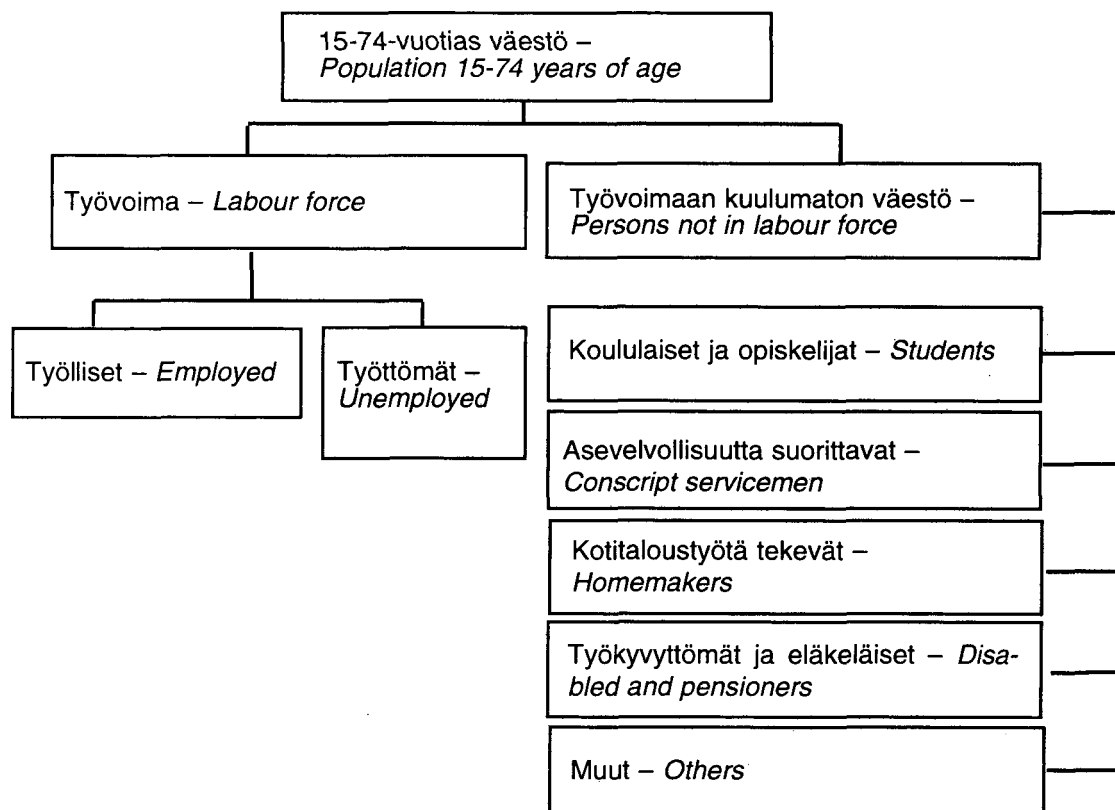 15-74-vuotias väestö –
Population 15-74 years of age
Työvoima – Labour force
Työvoimaan kuulumaton väestö –
Persons not in labour force
Työlliset – Employed
Työttömät –
Unemployed
Koululaiset ja opiskelijat – Students
Asevelvollisuutta suorittavat –
Conscript servicemen
Kotitaloustyötä tekevät –
Homemakers
Työkyvyttömät ja eläkeläiset – Disa-
bled and pensioners
Muut – Others